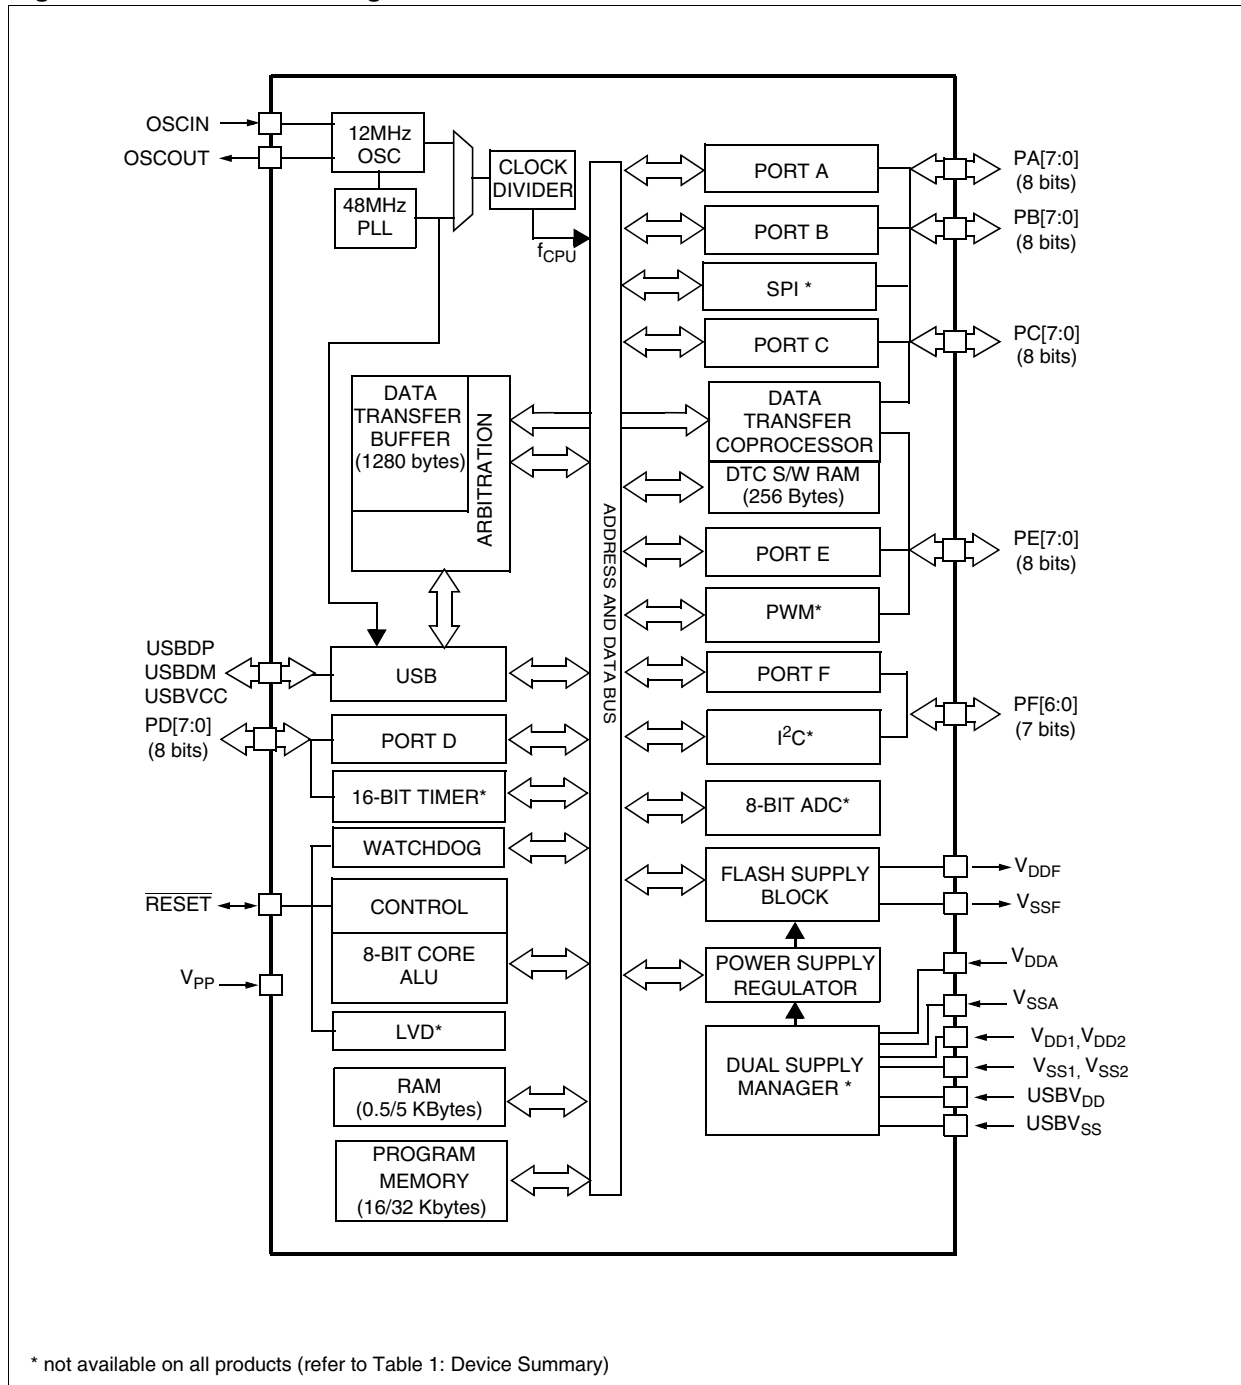 OSCIN
OSCOUT
12MHz
OSC
48MHz
PLL
CLOCK
DIVIDER
fCPU
DATA
TRANSFER
BUFFER
(1280 bytes)
ARBITRATION
USBDP
USBDM
USBVCC
USB
PD[7:0]
(8 bits)
PORT D
16-BIT TIMER*
WATCHDOG
RESET
CONTROL
8-BIT CORE
ALU
VPP
LVD*
RAM
(0.5/5 KBytes)
PROGRAM
MEMORY
(16/32 Kbytes)
ADDRESS AND DATA BUS
PORT A
PA[7:0]
(8 bits)
PORT B
PB[7:0]
(8 bits)
SPI *
PORT C
PC[7:0]
(8 bits)
DATA
TRANSFER
COPROCESSOR
DTC S/W RAM
(256 Bytes)
PORT E
PE[7:0]
(8 bits)
PWM*
PORT F
PF[6:0]
(7 bits)
I²C*
8-BIT ADC*
FLASH SUPPLY
BLOCK
VDDF
VSSF
POWER SUPPLY
REGULATOR
VDDA
VSSA
DUAL SUPPLY
MANAGER *
VDD1, VDD2
VSS1, VSS2
USBVDD
USBVSS
* not available on all products (refer to Table 1: Device Summary)